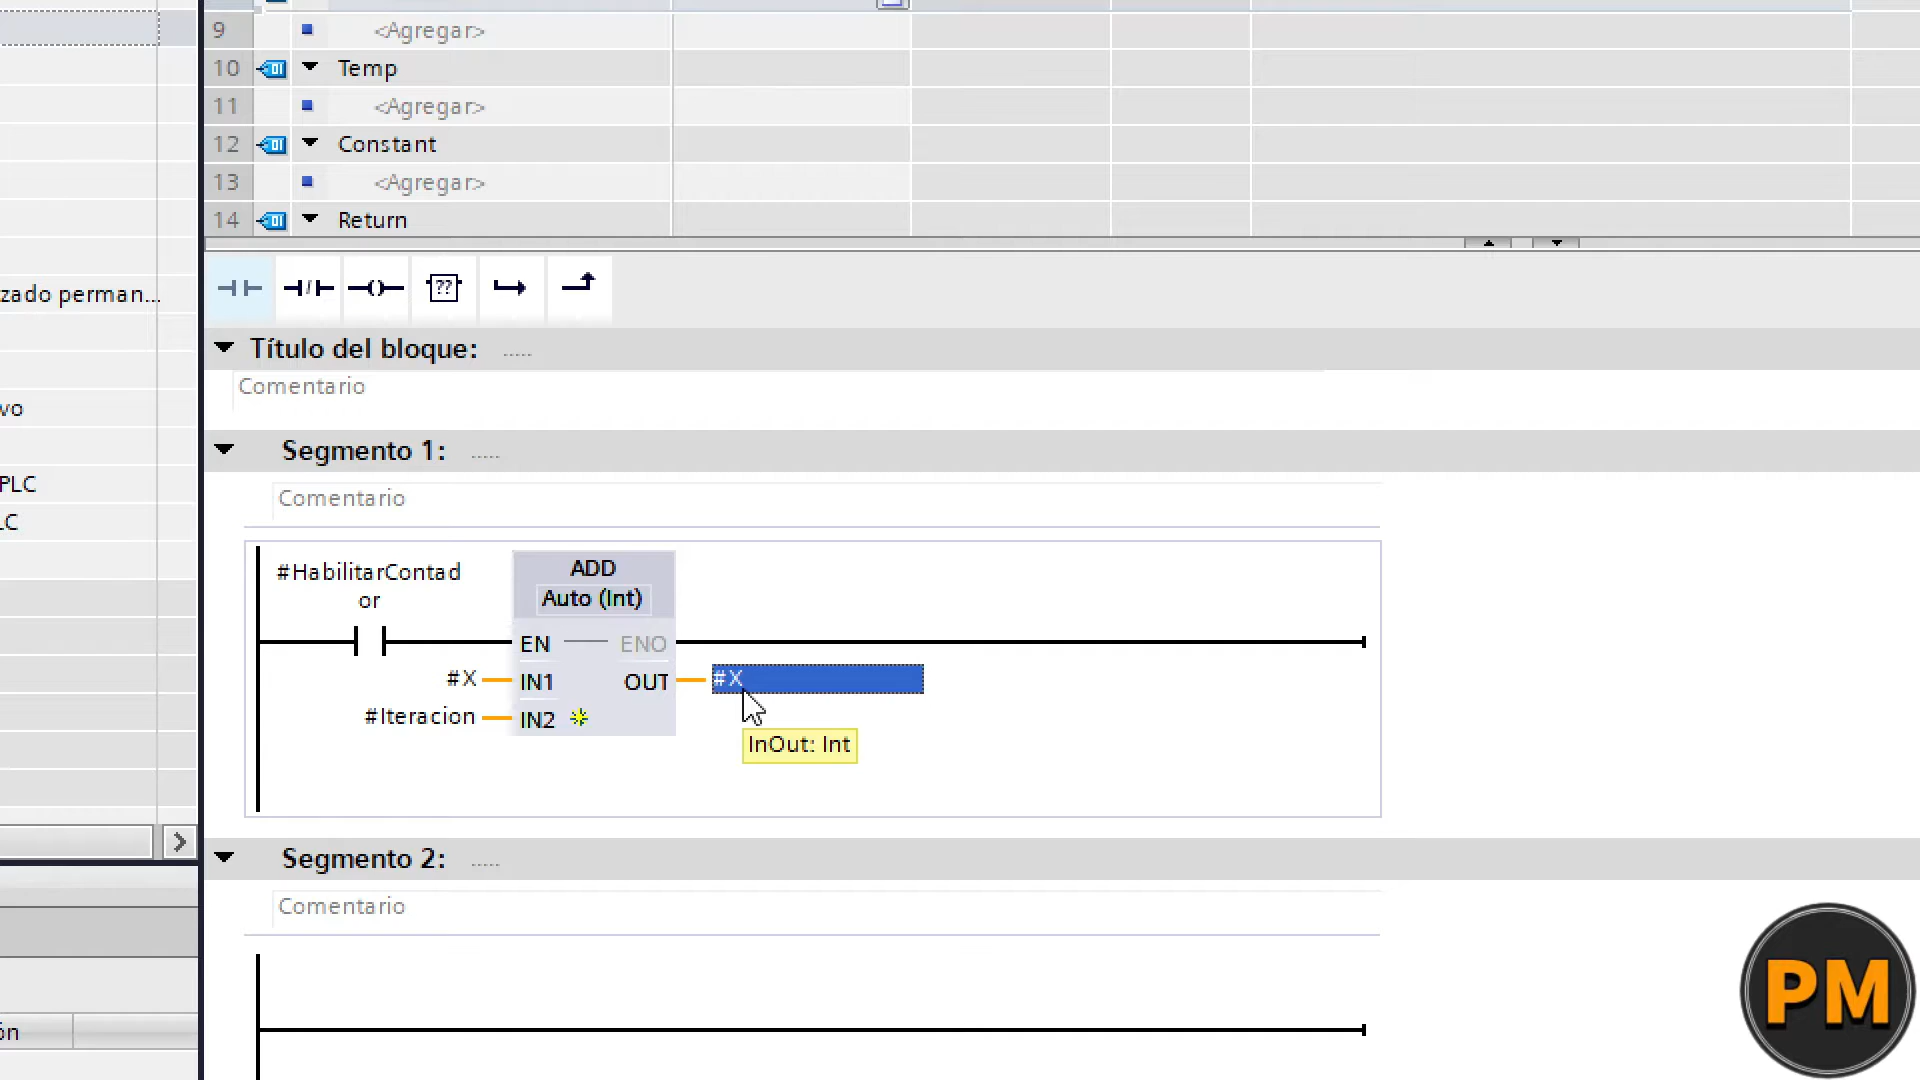 9 <Agregar>
10 Temp
11 <Agregar>
12 Constant
13 <Agregar>
14 Return
zado perman...
vo
PLC
LC
ón
??
Título del bloque: .....
Comentario
Segmento 1: .....
Comentario
#HabilitarContad
or
ADD
Auto (Int)
EN ENO
#X IN1 OUT #X
#Iteracion IN2
InOut: Int
Segmento 2: .....
Comentario
PM